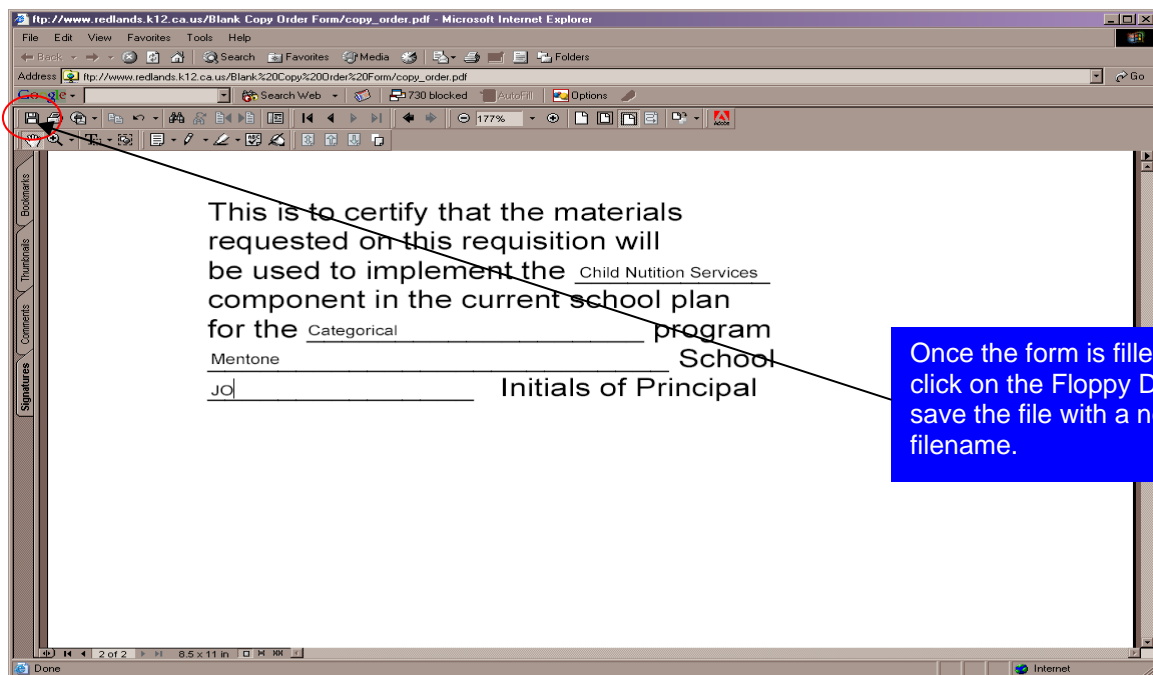 ftp://www.redlands.k12.ca.us/Blank Copy Order Form/copy_order.pdf - Microsoft Internet Explorer
File Edit View Favorites Tools Help
Back Search Favorites Media Folders
Address ftp://www.redlands.k12.ca.us/Blank%20Copy%20Order%20Form/copy_order.pdf Go
Google Search Web 730 blocked AutoFill Options
177% Adobe
Bookmarks
Thumbnails
Comments
Signatures
This is to certify that the materials
requested on this requisition will
be used to implement the Child Nutition Services
component in the current school plan
for the Categorical program
Mentone School
JO Initials of Principal
Once the form is fille
click on the Floppy D
save the file with a n
filename.
2 of 2 8.5 x 11 in
Done Internet